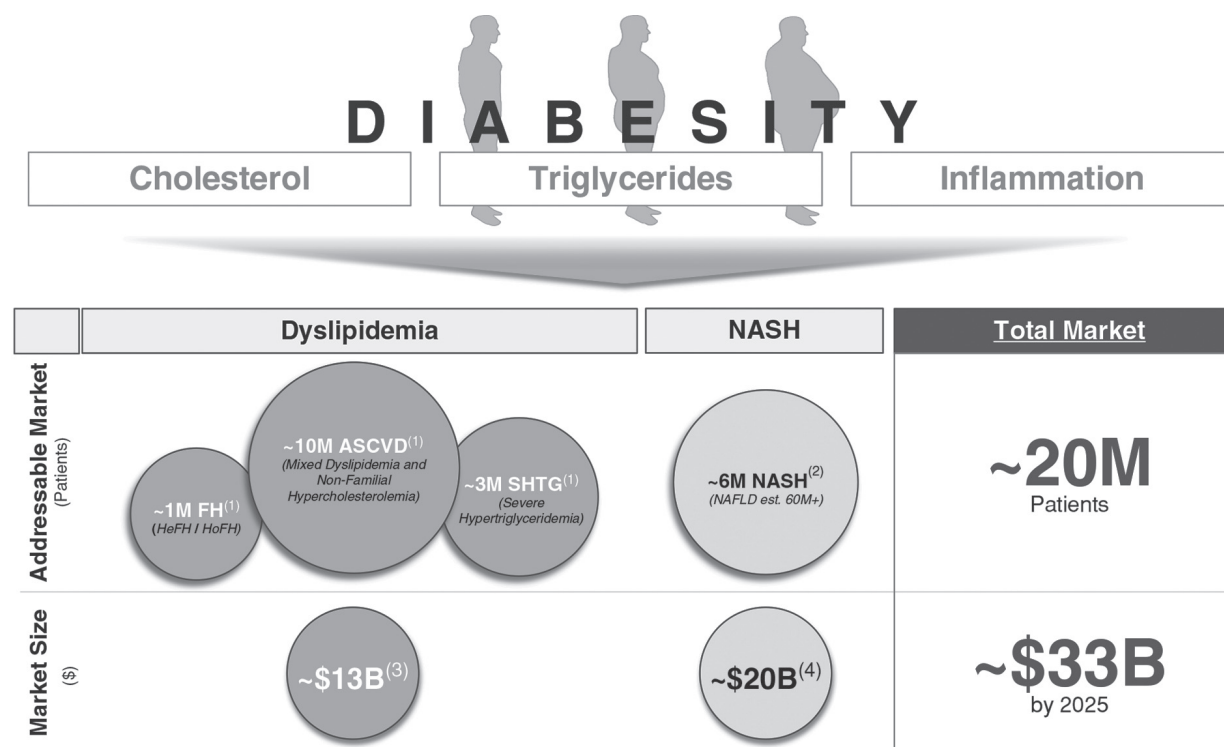 D I A B E S I T Y
Cholesterol
Triglycerides
Inflammation
Dyslipidemia
NASH
Total Market
Addressable Market
(Patients)
~1M FH(1)
(HeFH / HoFH)
~10M ASCVD(1)
(Mixed Dyslipidemia and
Non-Familial
Hypercholesterolemia)
~3M SHTG(1)
(Severe
Hypertriglyceridemia)
~6M NASH(2)
(NAFLD est. 60M+)
~20M
Patients
Market Size
($)
~$13B(3)
~$20B(4)
~$33B
by 2025